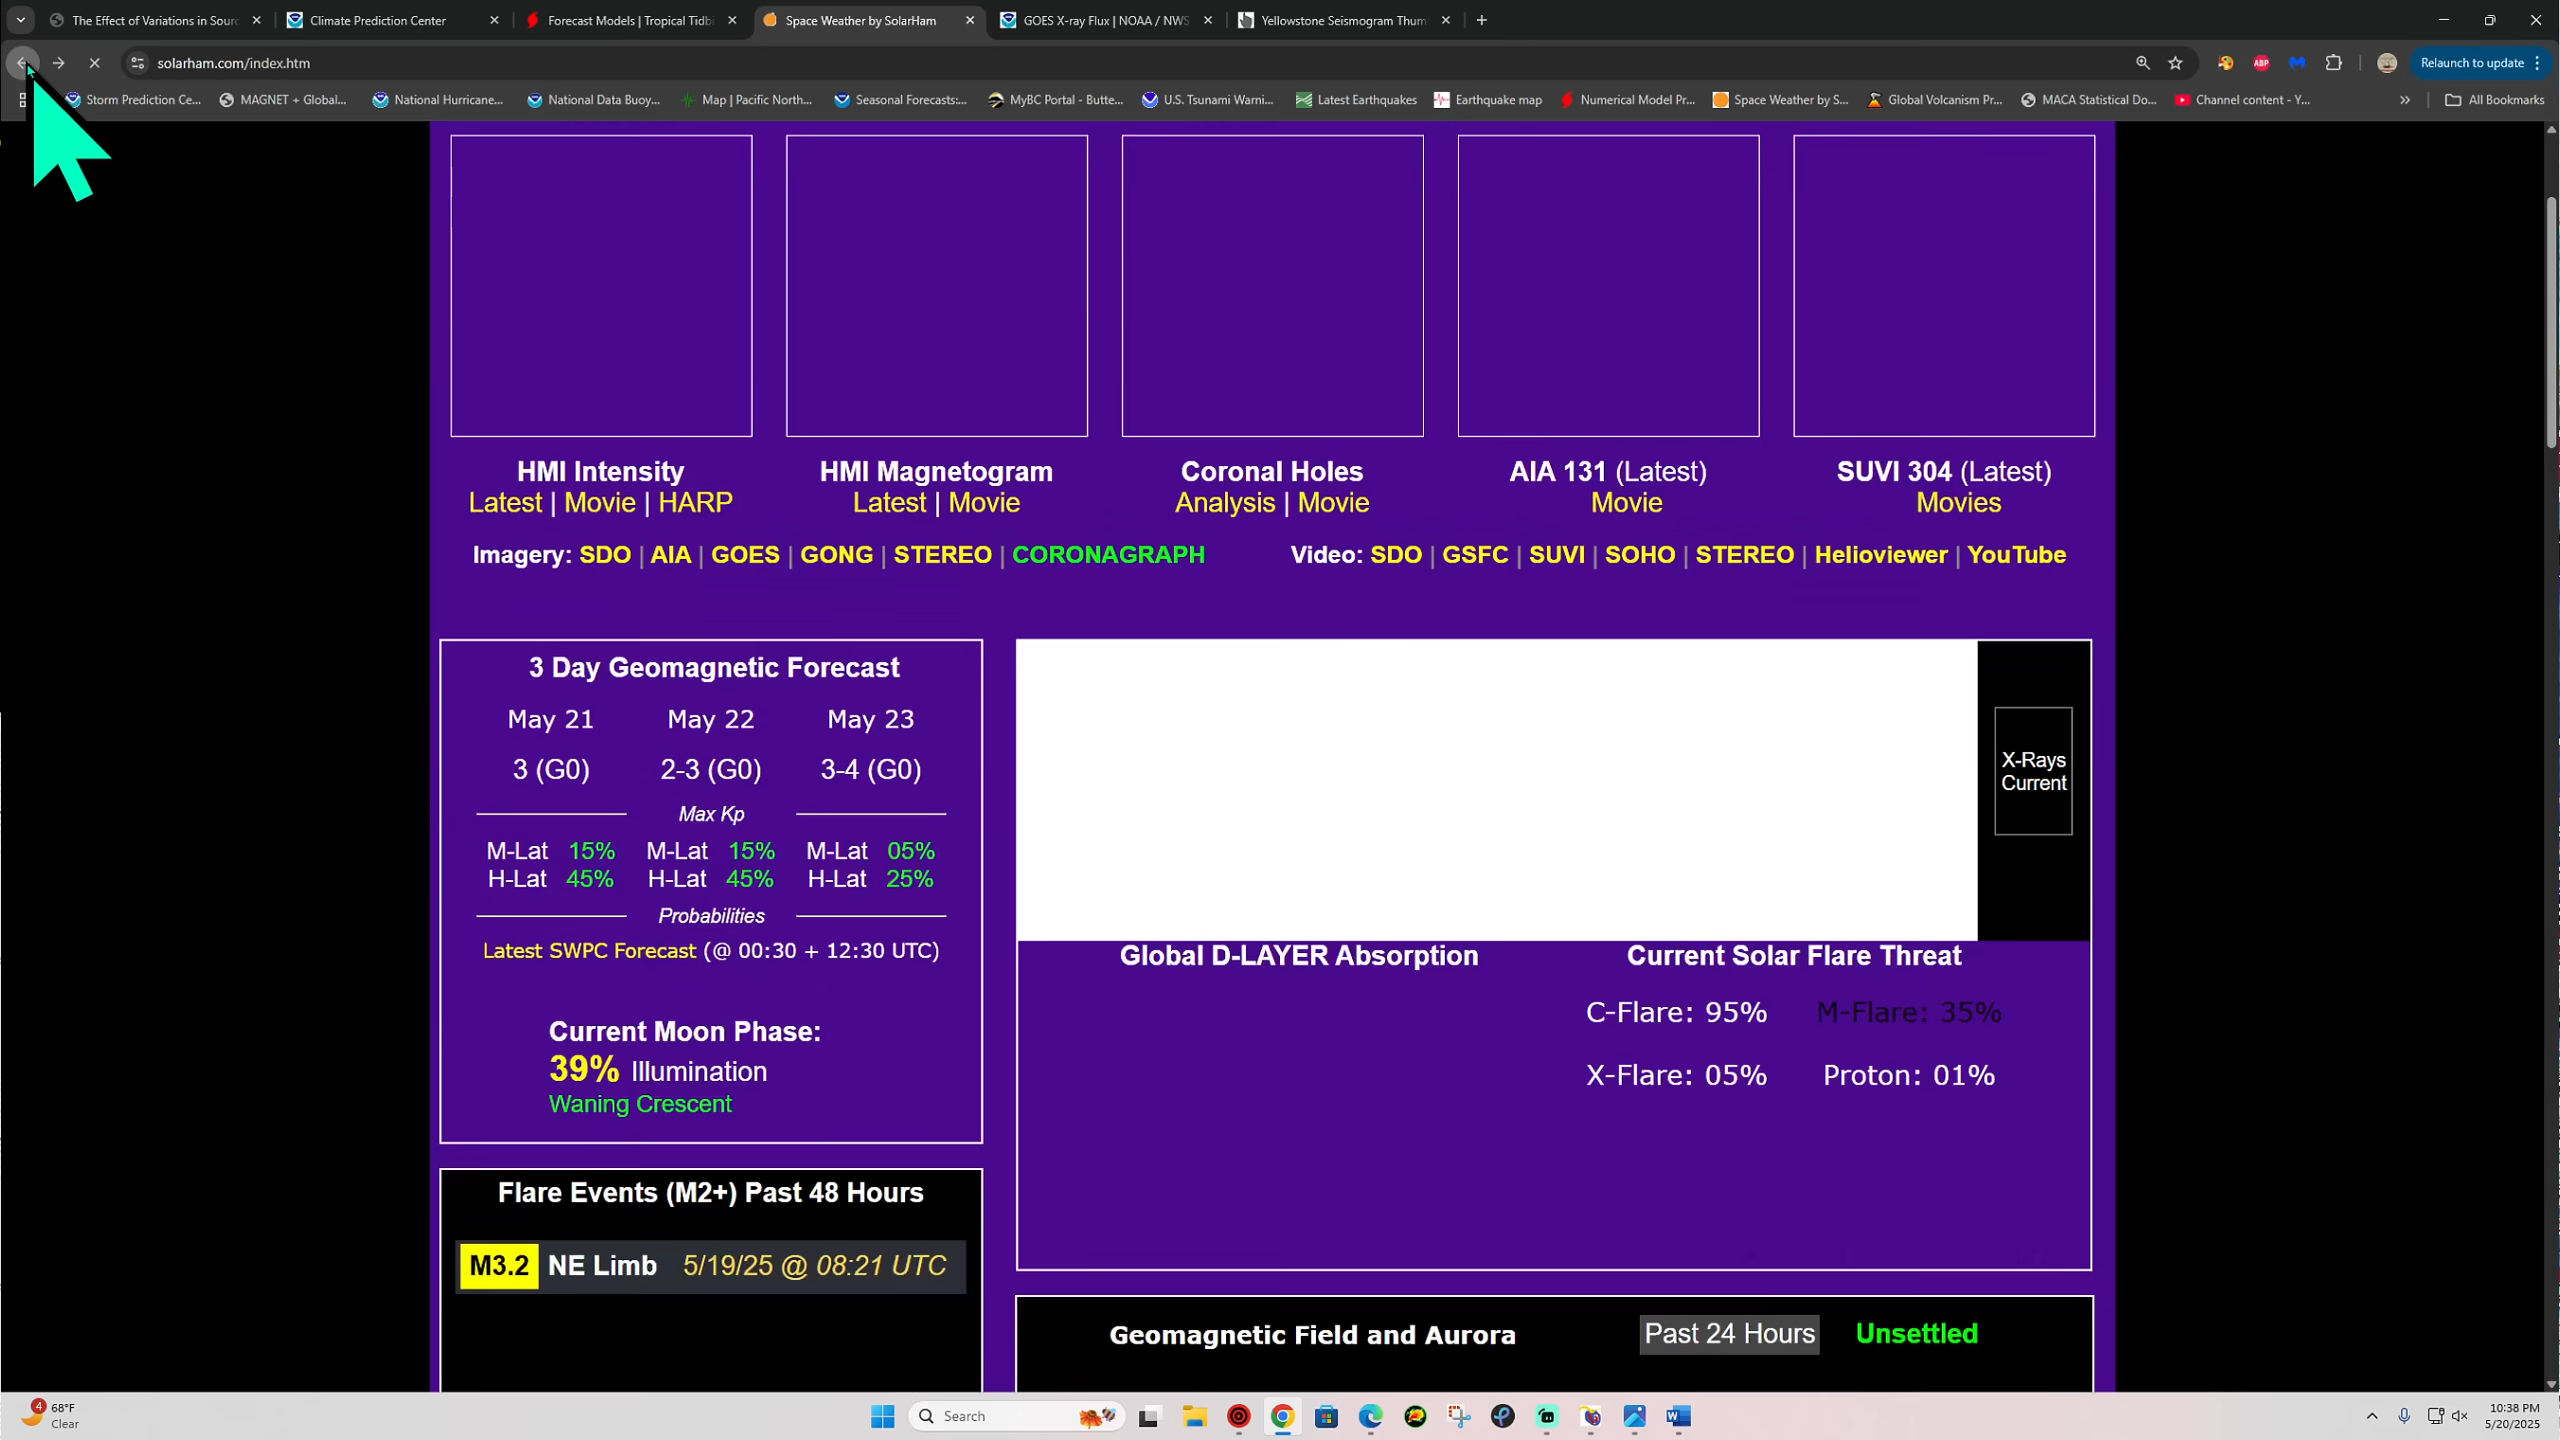 The Effect of Variations in Sourc
Climate Prediction Center
Forecast Models | Tropical Tidbi
Space Weather by SolarHam
GOES X-ray Flux | NOAA / NWS
Yellowstone Seismogram Thum
solarham.com/index.htm
ABP
Relaunch to update
Storm Prediction Ce...
MAGNET + Global...
National Hurricane...
National Data Buoy...
Map | Pacific North...
Seasonal Forecasts:...
MyBC Portal - Butte...
U.S. Tsunami Warni...
Latest Earthquakes
Earthquake map
Numerical Model Pr...
Space Weather by S...
Global Volcanism Pr...
MACA Statistical Do...
Channel content - Y...
All Bookmarks
HMI Intensity
Latest | Movie | HARP
HMI Magnetogram
Latest | Movie
Coronal Holes
Analysis | Movie
AIA 131 (Latest)
Movie
SUVI 304 (Latest)
Movies
Imagery: SDO | AIA | GOES | GONG | STEREO | CORONAGRAPH
Video: SDO | GSFC | SUVI | SOHO | STEREO | Helioviewer | YouTube
3 Day Geomagnetic Forecast
May 21 May 22 May 23
3 (G0) 2-3 (G0) 3-4 (G0)
Max Kp
M-Lat 15% M-Lat 15% M-Lat 05%
H-Lat 45% H-Lat 45% H-Lat 25%
Probabilities
Latest SWPC Forecast (@ 00:30 + 12:30 UTC)
Current Moon Phase:
39% Illumination
Waning Crescent
X-Rays
Current
Global D-LAYER Absorption
Current Solar Flare Threat
C-Flare: 95% M-Flare: 35%
X-Flare: 05% Proton: 01%
Flare Events (M2+) Past 48 Hours
M3.2 NE Limb 5/19/25 @ 08:21 UTC
Geomagnetic Field and Aurora Past 24 Hours Unsettled
4
68°F
Clear
Search
10:38 PM
5/20/2025